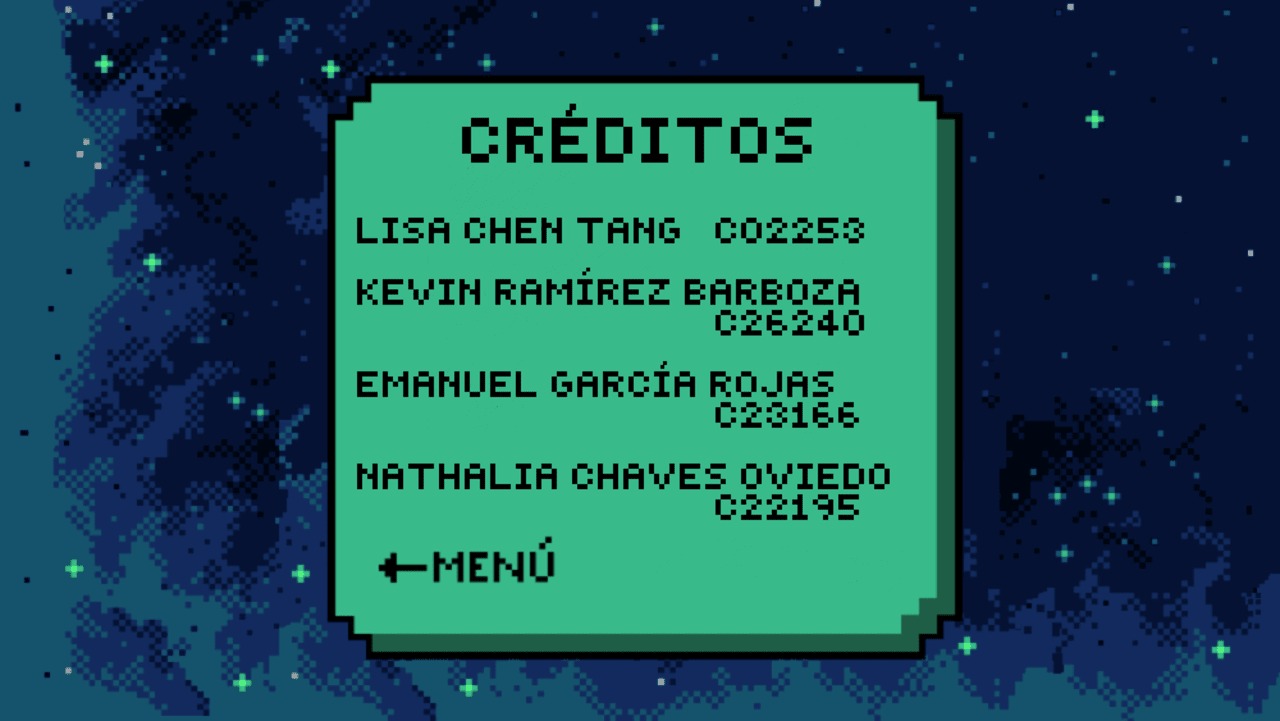 CRÉDITOS
LISA CHEN TANG C02253
KEVIN RAMÍREZ BARBOZA
C26240
EMANUEL GARCÍA ROJAS
C23166
NATHALIA CHAVES OVIEDO
C22195
←MENÚ